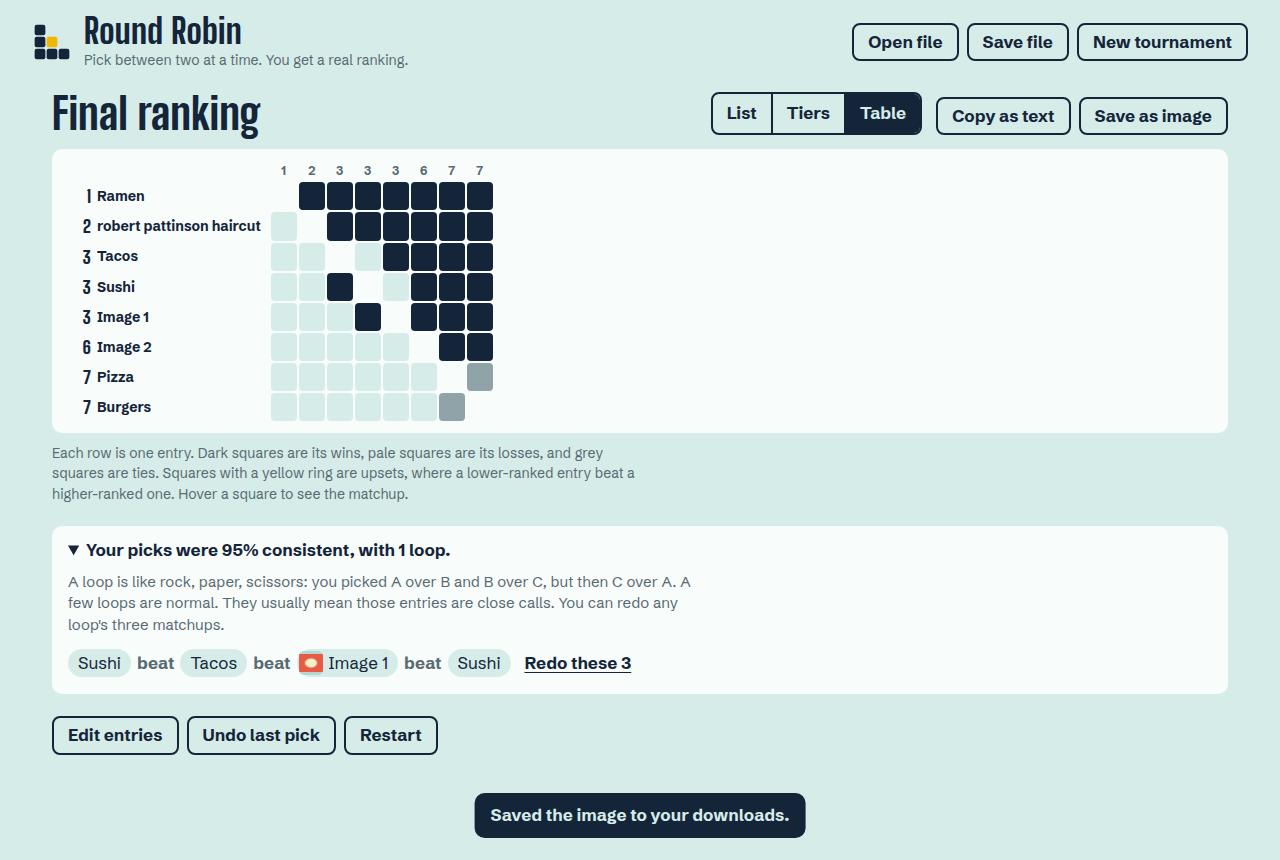 Round Robin
Pick between two at a time. You get a real ranking.
Open file
Save file
New tournament
Final ranking
List
Tiers
Table
Copy as text
Save as image
1 2 3 3 3 6 7 7
1 Ramen
2 robert pattinson haircut
3 Tacos
3 Sushi
3 Image 1
6 Image 2
7 Pizza
7 Burgers
Each row is one entry. Dark squares are its wins, pale squares are its losses, and grey
squares are ties. Squares with a yellow ring are upsets, where a lower-ranked entry beat a
higher-ranked one. Hover a square to see the matchup.
Your picks were 95% consistent, with 1 loop.
A loop is like rock, paper, scissors: you picked A over B and B over C, but then C over A. A
few loops are normal. They usually mean those entries are close calls. You can redo any
loop's three matchups.
Sushi beat Tacos beat Image 1 beat Sushi Redo these 3
Edit entries
Undo last pick
Restart
Saved the image to your downloads.